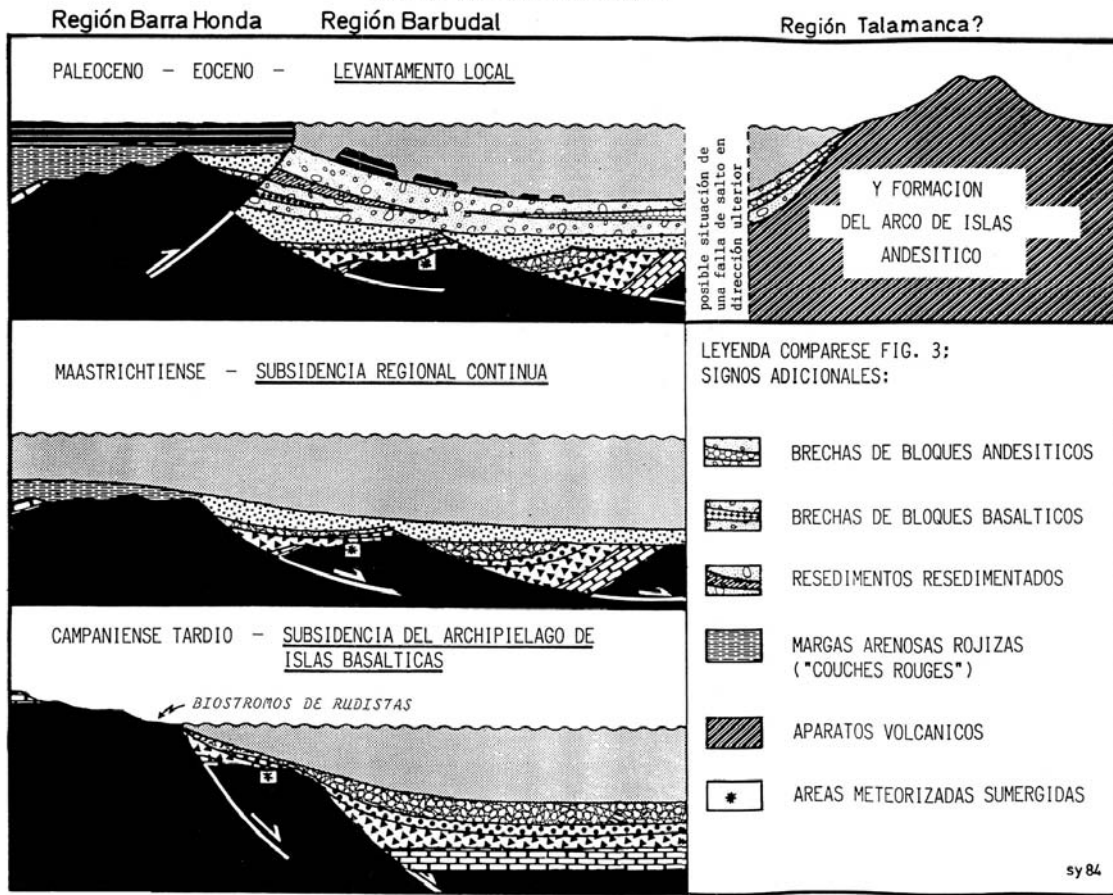 Región Barra Honda Región Barbudal Región Talamanca?
PALEOCENO – EOCENO – LEVANTAMENTO LOCAL
posible situación de
una falla de salto en
dirección ulterior
Y FORMACION
DEL ARCO DE ISLAS
ANDESITICO
MAASTRICHTIENSE – SUBSIDENCIA REGIONAL CONTINUA
CAMPANIENSE TARDIO – SUBSIDENCIA DEL ARCHIPIELAGO DE
ISLAS BASALTICAS
BIOSTROMOS DE RUDISTAS
LEYENDA COMPARESE FIG. 3;
SIGNOS ADICIONALES:
BRECHAS DE BLOQUES ANDESITICOS
BRECHAS DE BLOQUES BASALTICOS
RESEDIMENTOS RESEDIMENTADOS
MARGAS ARENOSAS ROJIZAS
("COUCHES ROUGES")
APARATOS VOLCANICOS
AREAS METEORIZADAS SUMERGIDAS
sy 84